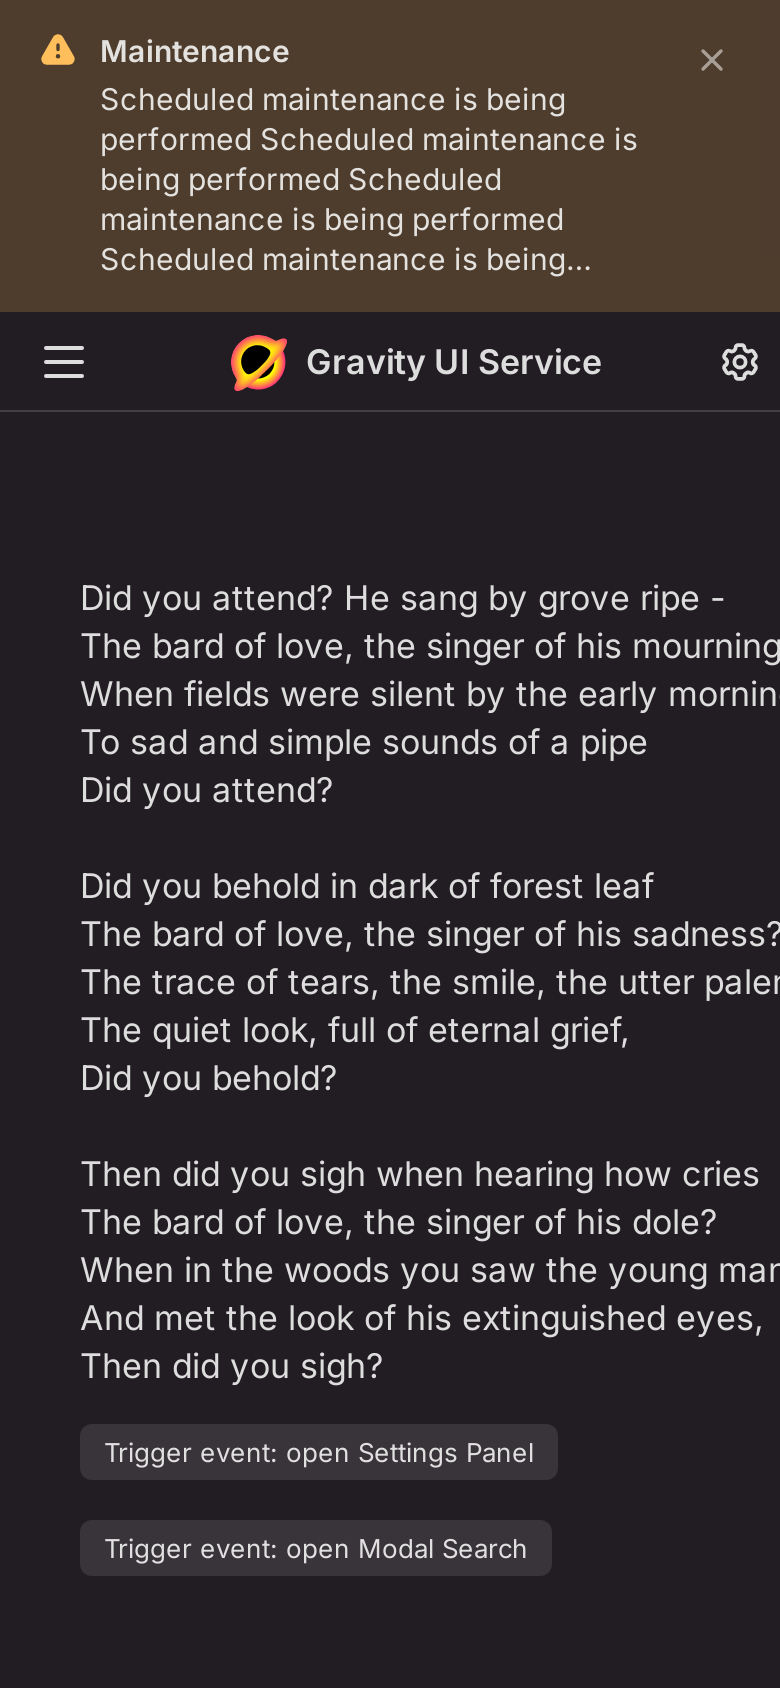 Maintenance
Scheduled maintenance is being
performed Scheduled maintenance is
being performed Scheduled
maintenance is being performed
Scheduled maintenance is being...
Gravity UI Service
Did you attend? He sang by grove ripe -
The bard of love, the singer of his mourning
When fields were silent by the early
To sad and simple sounds of a pipe
Did you attend?
Did you behold in dark of forest leaf
The bard of love, the singer of his sadness?
The trace of tears, the smile, the utter
The quiet look, full of eternal grief,
Did you behold?
Then did you sigh when hearing how cries
The bard of love, the singer of his dole?
When in the woods you saw the young
And met the look of his extinguished eyes,
Then did you sigh?
Trigger event: open Settings Panel
Trigger event: open Modal Search